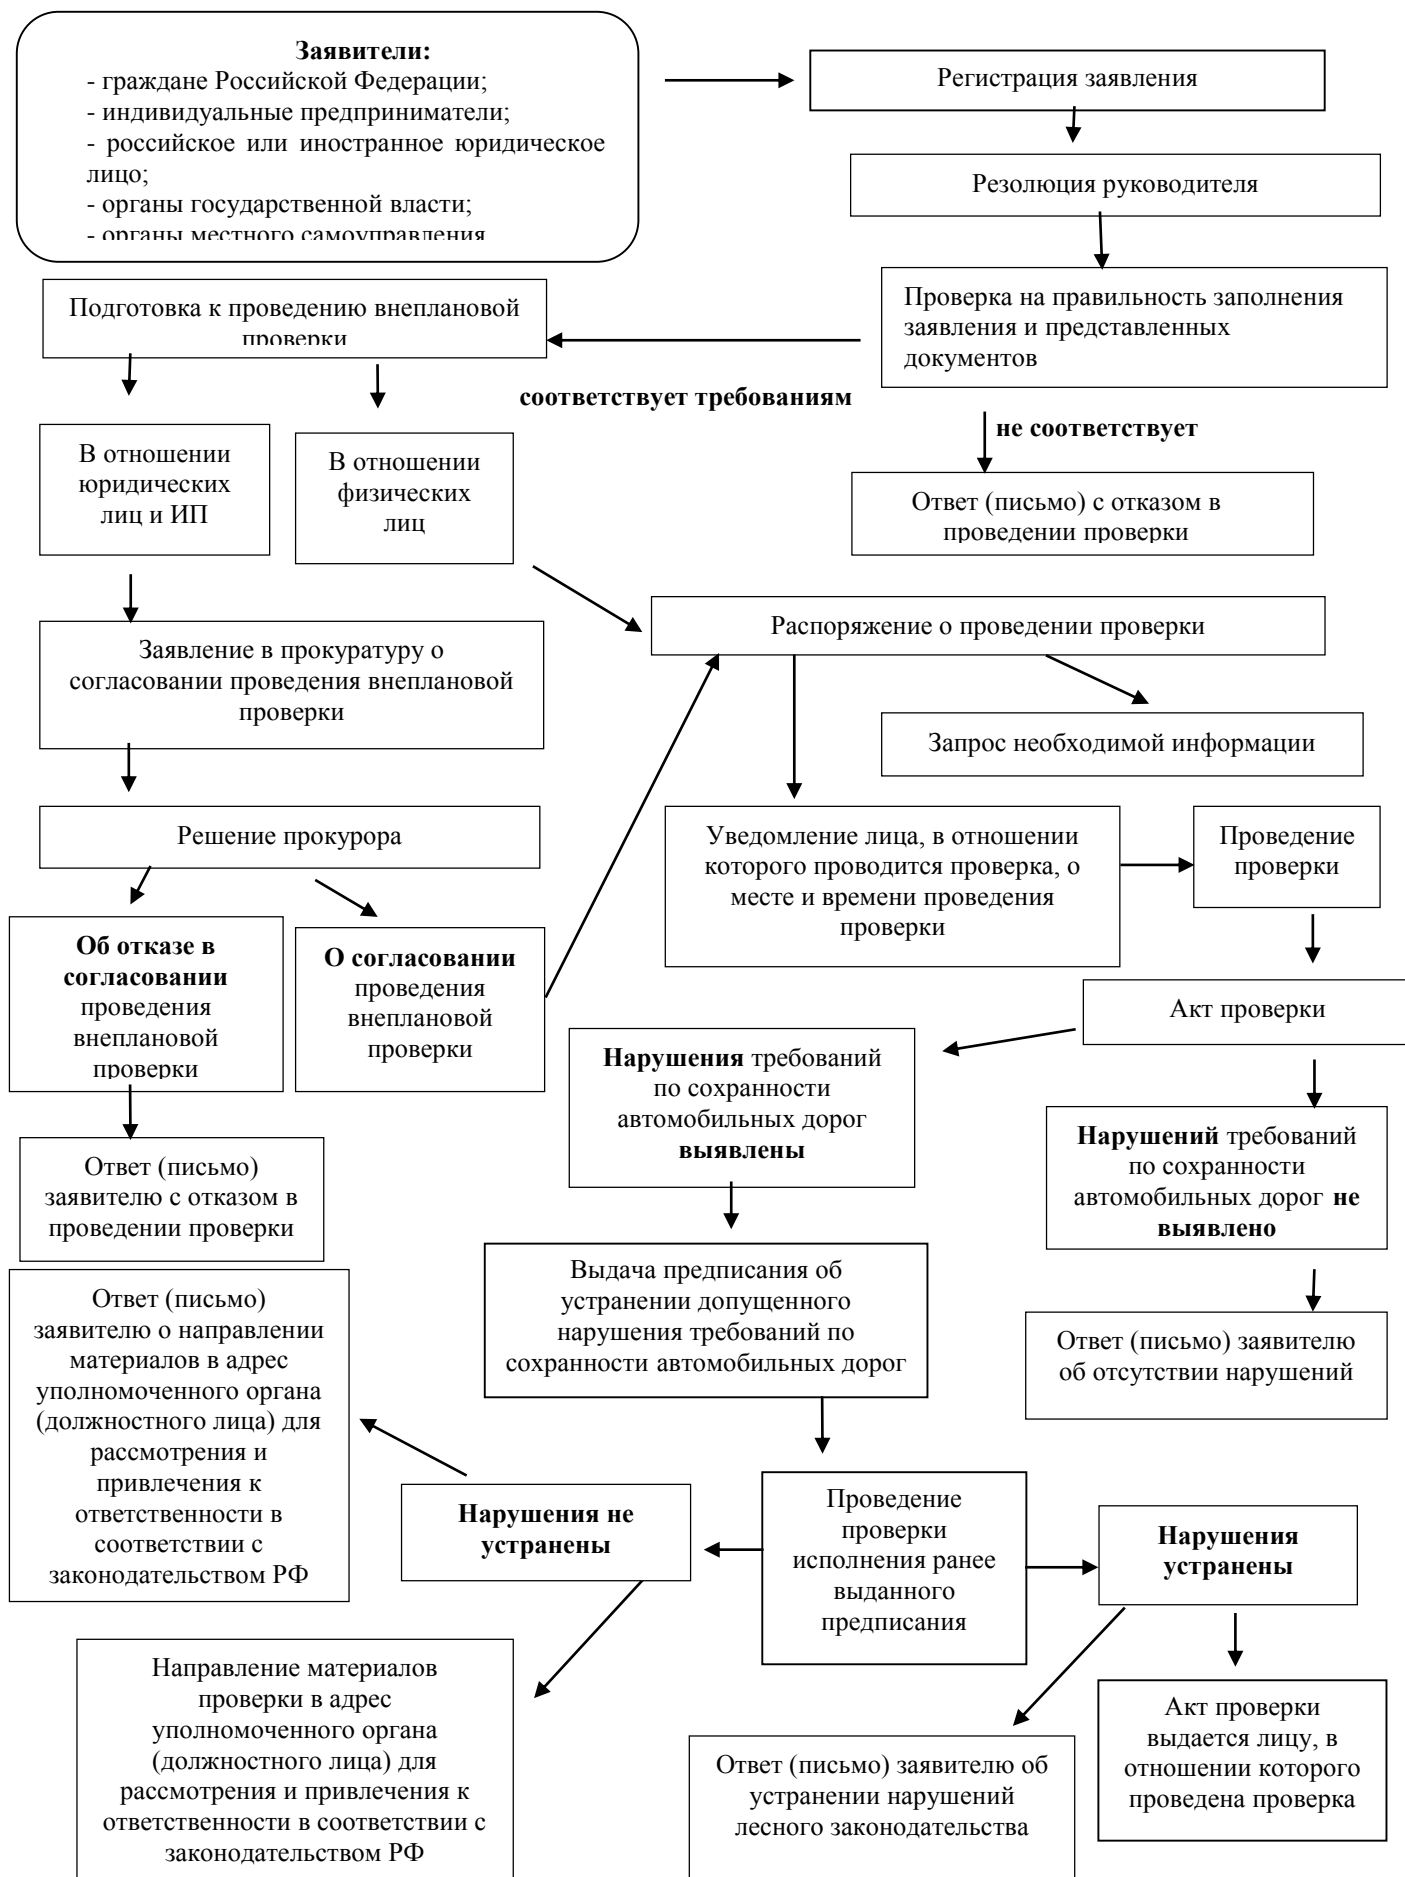 Заявители:
- граждане Российской Федерации;
- индивидуальные предприниматели;
- российское или иностранное юридическое
лицо;
- органы государственной власти;
- органы местного самоуправления
Регистрация заявления
Резолюция руководителя
Проверка на правильность заполнения
заявления и представленных
документов
Подготовка к проведению внеплановой
проверки
соответствует требованиям
не соответствует
В отношении
юридических
лиц и ИП
В отношении
физических
лиц
Ответ (письмо) с отказом в
проведении проверки
Распоряжение о проведении проверки
Заявление в прокуратуру о
согласовании проведения внеплановой
проверки
Запрос необходимой информации
Решение прокурора
Уведомление лица, в отношении
которого проводится проверка, о
месте и времени проведения
проверки
Проведение
проверки
Об отказе в
согласовании
проведения
внеплановой
проверки
О согласовании
проведения
внеплановой
проверки
Акт проверки
Нарушения требований
по сохранности
автомобильных дорог
выявлены
Нарушений требований
по сохранности
автомобильных дорог не
выявлено
Ответ (письмо)
заявителю с отказом в
проведении проверки
Выдача предписания об
устранении допущенного
нарушения требований по
сохранности автомобильных дорог
Ответ (письмо) заявителю
об отсутствии нарушений
Ответ (письмо)
заявителю о направлении
материалов в адрес
уполномоченного органа
(должностного лица) для
рассмотрения и
привлечения к
ответственности в
соответствии с
законодательством РФ
Нарушения не
устранены
Проведение
проверки
исполнения ранее
выданного
предписания
Нарушения
устранены
Направление материалов
проверки в адрес
уполномоченного органа
(должностного лица) для
рассмотрения и привлечения к
ответственности в соответствии с
законодательством РФ
Ответ (письмо) заявителю об
устранении нарушений
лесного законодательства
Акт проверки
выдается лицу, в
отношении которого
проведена проверка